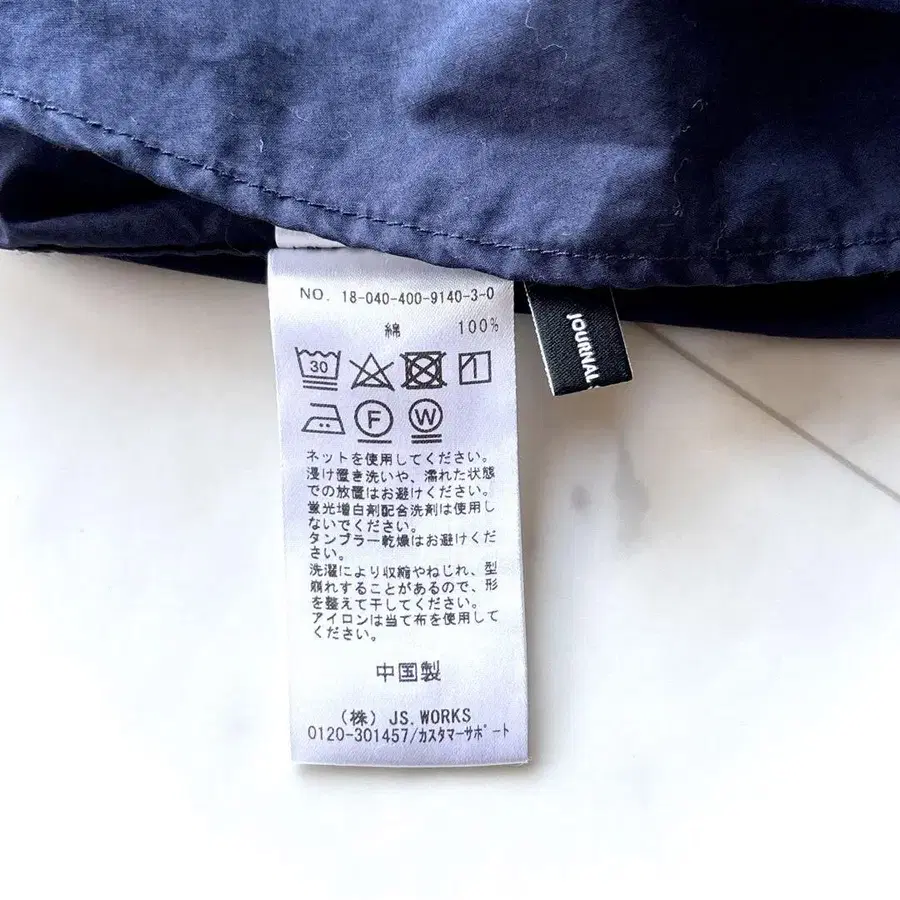 NO. 18-040-400-9140-3-0
綿 100%
30
F W
ネットを使用してください。
浸け置き洗いや、濡れた状態
での放置はお避けください。
蛍光増白剤配合洗剤は使用し
ないでください。
タンブラー乾燥はお避けくだ
さい。
洗濯により収縮やねじれ、型
崩れすることがあるので、形
を整えて干してください。
アイロンは当て布を使用して
ください。
中国製
(株) JS.WORKS
0120-301457/カスタマーサポート
JOURNAL